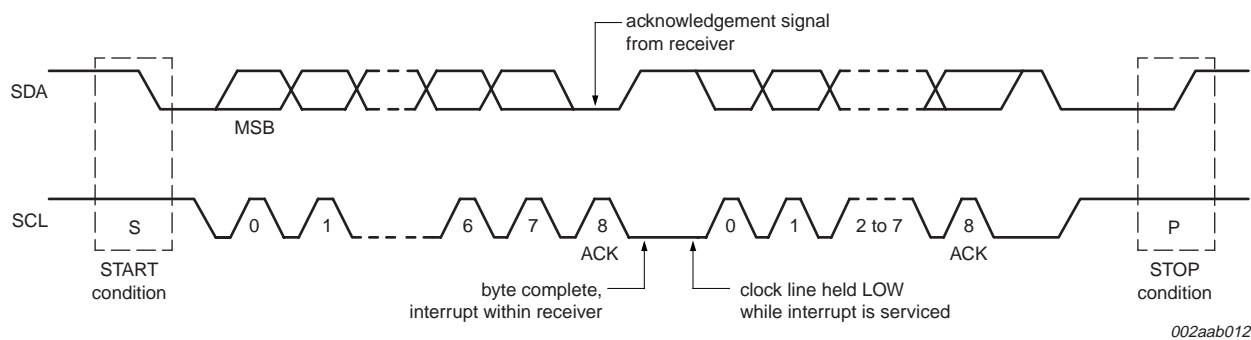 acknowledgement signal
from receiver
SDA
MSB
SCL
S
0
1
6
7
8
0
1
2 to 7
8
P
ACK
ACK
START
condition
byte complete,
interrupt within receiver
clock line held LOW
while interrupt is serviced
STOP
condition
002aab012